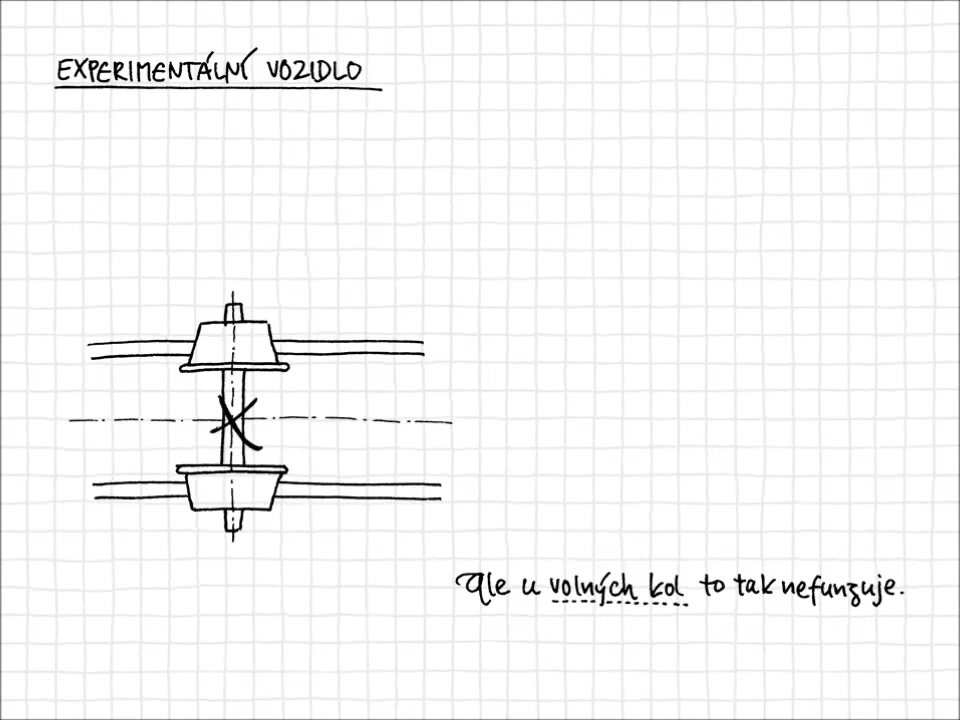 EXPERIMENTÁLNÍ VOZIDLO
Ale u volných kol to tak nefunguje.